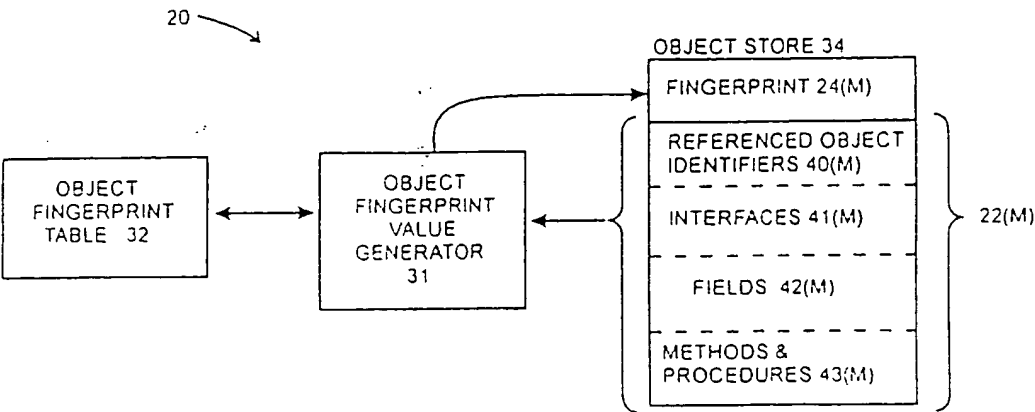 20
OBJECT STORE 34
FINGERPRINT 24(M)
REFERENCED OBJECT
IDENTIFIERS 40(M)
INTERFACES 41(M)
FIELDS 42(M)
METHODS &
PROCEDURES 43(M)
22(M)
OBJECT
FINGERPRINT
VALUE
GENERATOR
31
OBJECT
FINGERPRINT
TABLE 32